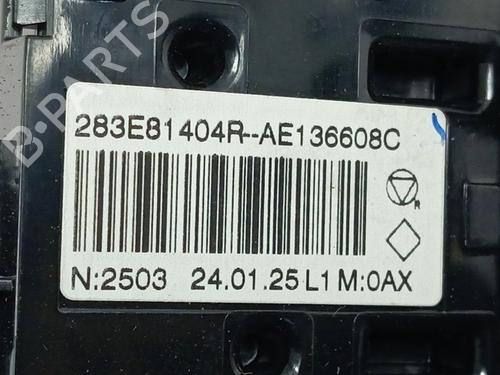 B-PARTS
283E81404R--AE136608C
R
N:2503 24.01.25 L1 M:0AX